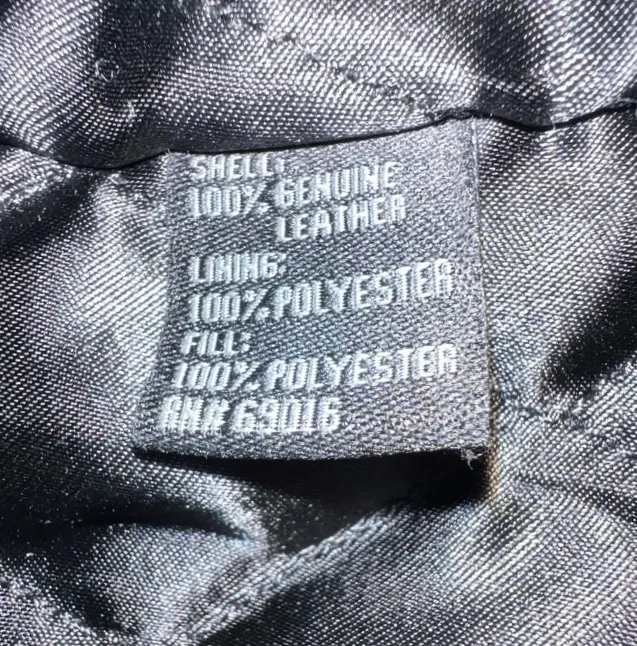 SHELL:
100% GENUINE
LEATHER
LINING:
100% POLYESTER
FILL:
100% POLYESTER
RN# 69016